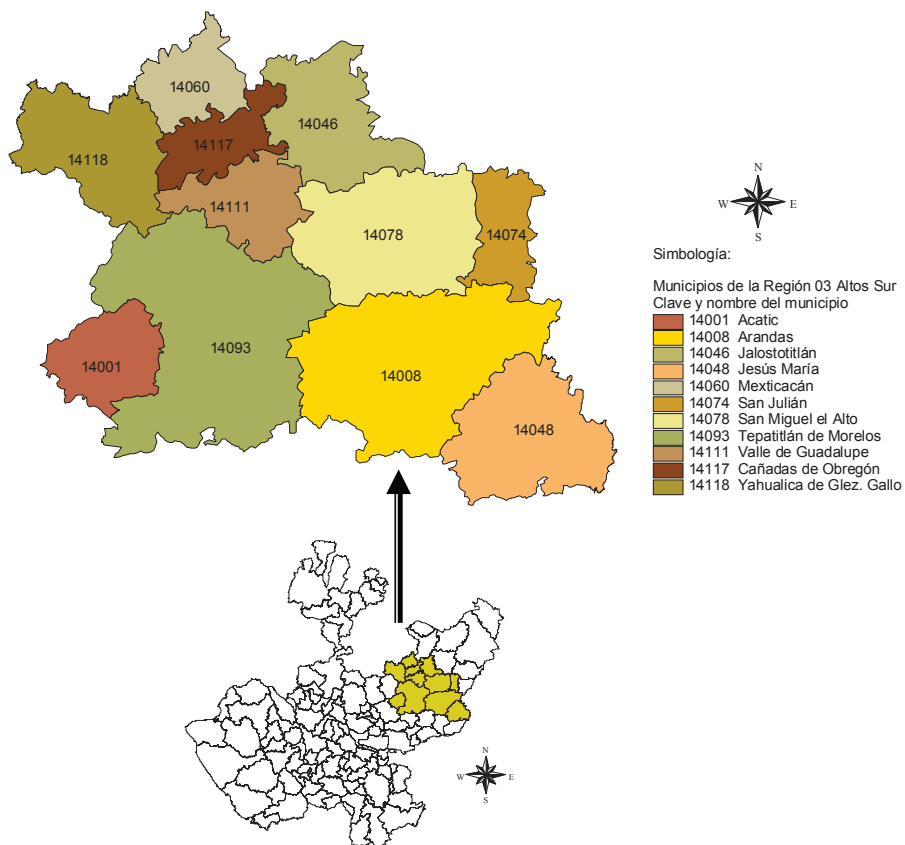 14060
14046
14117
14118
14111
14078
14074
14093
14001
14008
14048
N
W E
S
Simbología:
Municipios de la Región 03 Altos Sur
Clave y nombre del municipio
14001 Acatic
14008 Arandas
14046 Jalostotitlán
14048 Jesús María
14060 Mexticacán
14074 San Julián
14078 San Miguel el Alto
14093 Tepatitlán de Morelos
14111 Valle de Guadalupe
14117 Cañadas de Obregón
14118 Yahualica de Glez. Gallo
N
W E
S